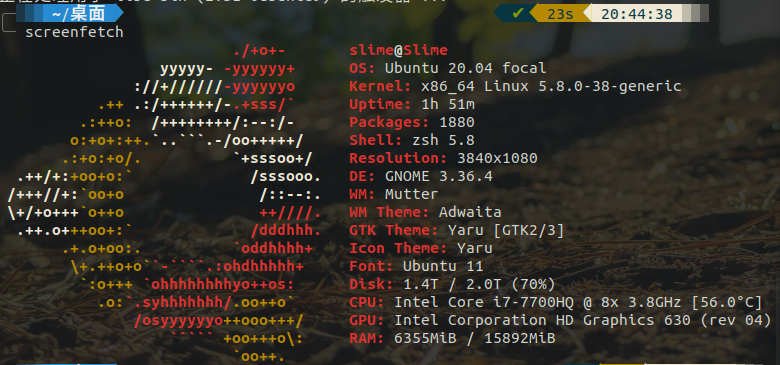 ~/桌面 ✔ 23s 20:44:38
screenfetch
./+o+- slime@Slime
yyyyy- -yyyyyy+ OS: Ubuntu 20.04 focal
://+//////-yyyyyyo Kernel: x86_64 Linux 5.8.0-38-generic
.++ .:/++++++/-.+sss/` Uptime: 1h 51m
.:++o: /++++++++/:--:/- Packages: 1880
o:+o+:++.`..```.-/oo+++++/ Shell: zsh 5.8
.:+o:+o/. `+sssoo+/ Resolution: 3840x1080
.++/+:+oo+o:` /sssooo. DE: GNOME 3.36.4
/+++//+:`oo+o /::--:. WM: Mutter
\+/+o+++`o++o ++////. WM Theme: Adwaita
.++.o+++oo+:` /dddhhh. GTK Theme: Yaru [GTK2/3]
.+.o+oo:. `oddhhhh+ Icon Theme: Yaru
\+.++o+o``-````.:ohdhhhhh+ Font: Ubuntu 11
`:o+++ `ohhhhhhhhyo++os: Disk: 1.4T / 2.0T (70%)
.o:`.syhhhhhhh/.oo++o` CPU: Intel Core i7-7700HQ @ 8x 3.8GHz [56.0°C]
/osyyyyyyo++ooo+++/ GPU: Intel Corporation HD Graphics 630 (rev 04)
````` +oo+++o\: RAM: 6355MiB / 15892MiB
`oo++.